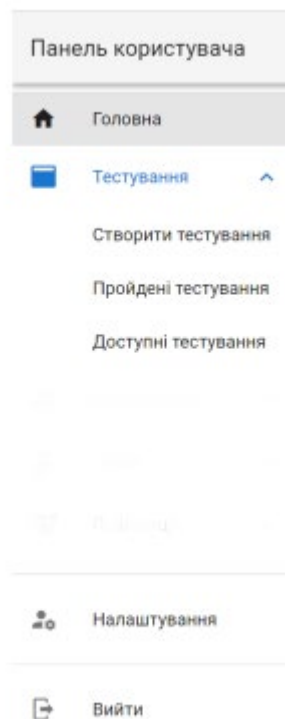 Панель користувача
Головна
Тестування
Створити тестування
Пройдені тестування
Доступні тестування
Налаштування
Вийти